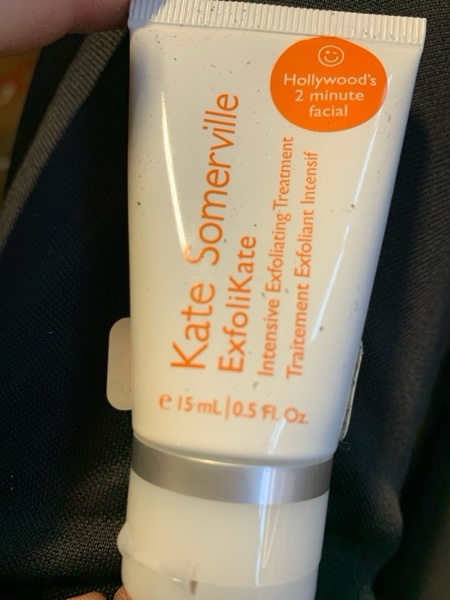 Hollywood's
2 minute
facial
Kate Somerville
ExfoliKate
Intensive Exfoliating Treatment
Traitement Exfoliant Intensif
e 15 mL | 0.5 fl. Oz.